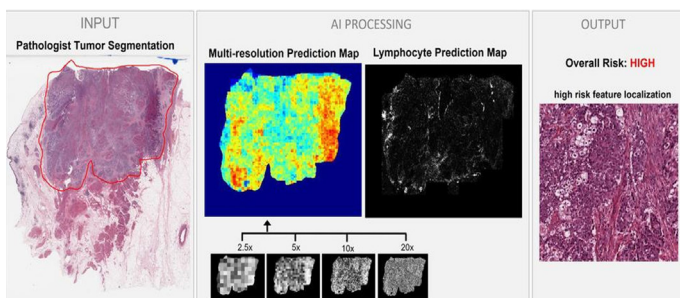 INPUT
AI PROCESSING
OUTPUT
Pathologist Tumor Segmentation
Multi-resolution Prediction Map
Lymphocyte Prediction Map
Overall Risk: HIGH
high risk feature localization
2.5x
5x
10x
20x